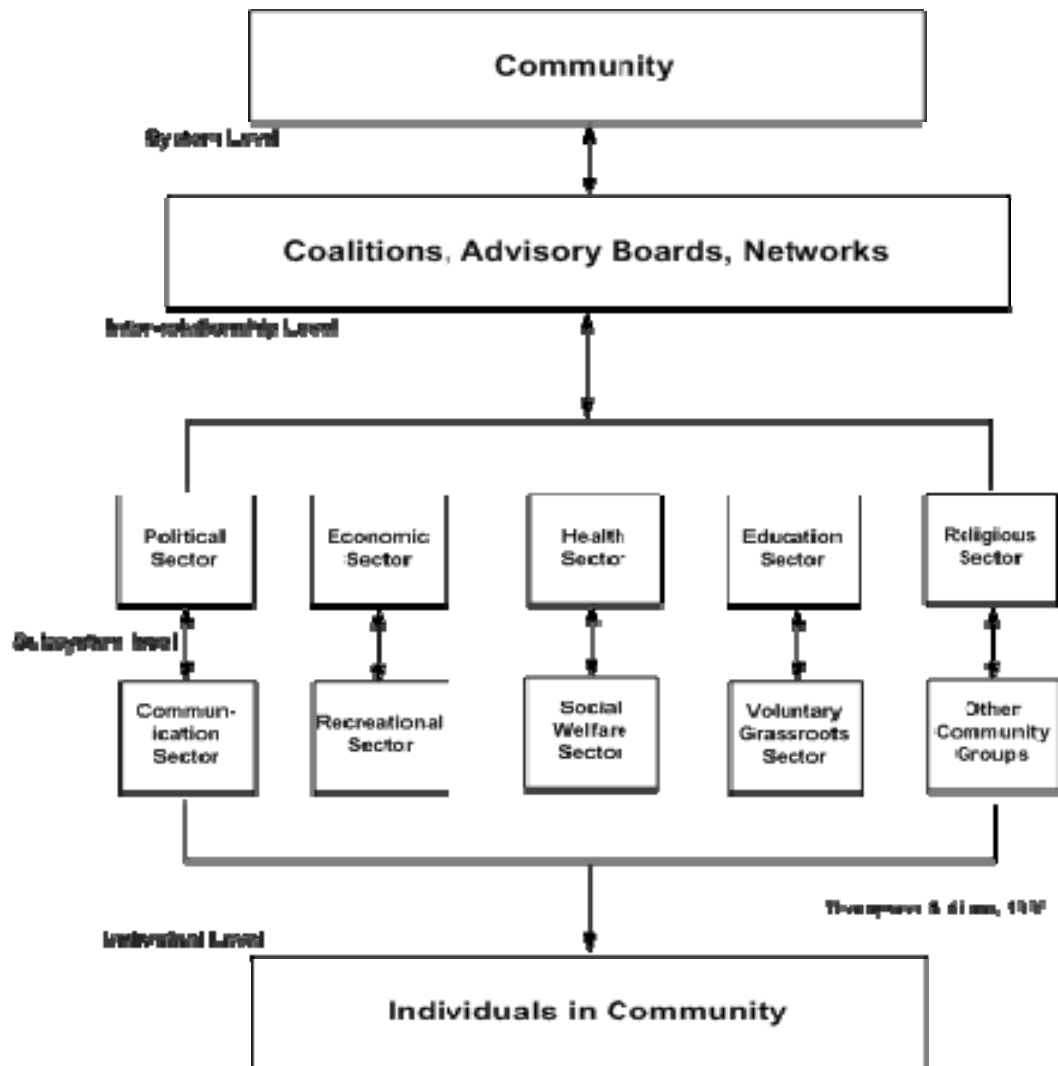 Community
System Level
Coalitions, Advisory Boards, Networks
Inter-relationship Level
Political
Sector
Economic
Sector
Health
Sector
Education
Sector
Religious
Sector
Subsystem level
Commun-
ication
Sector
Recreational
Sector
Social
Welfare
Sector
Voluntary
Grassroots
Sector
Other
Community
Groups
Individual Level
Individuals in Community